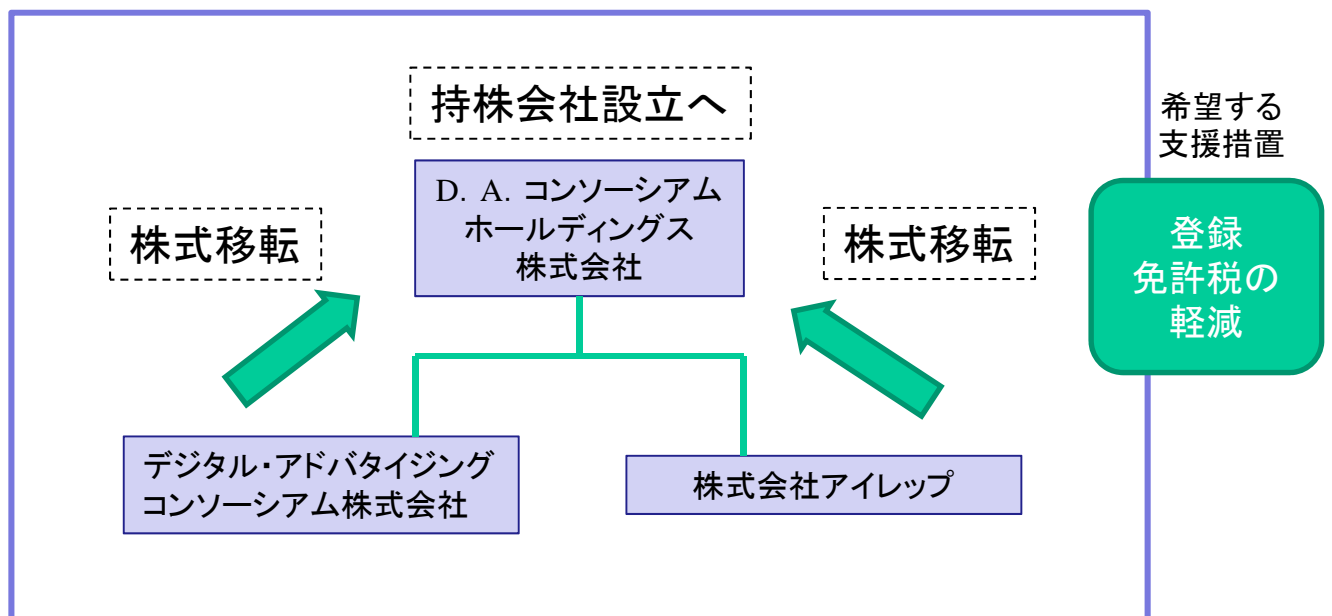 持株会社設立へ
希望する
支援措置
D. A. コンソーシアム
ホールディングス
株式会社
株式移転
株式移転
登録
免許税の
軽減
デジタル・アドバタイジング
コンソーシアム株式会社
株式会社アイレップ